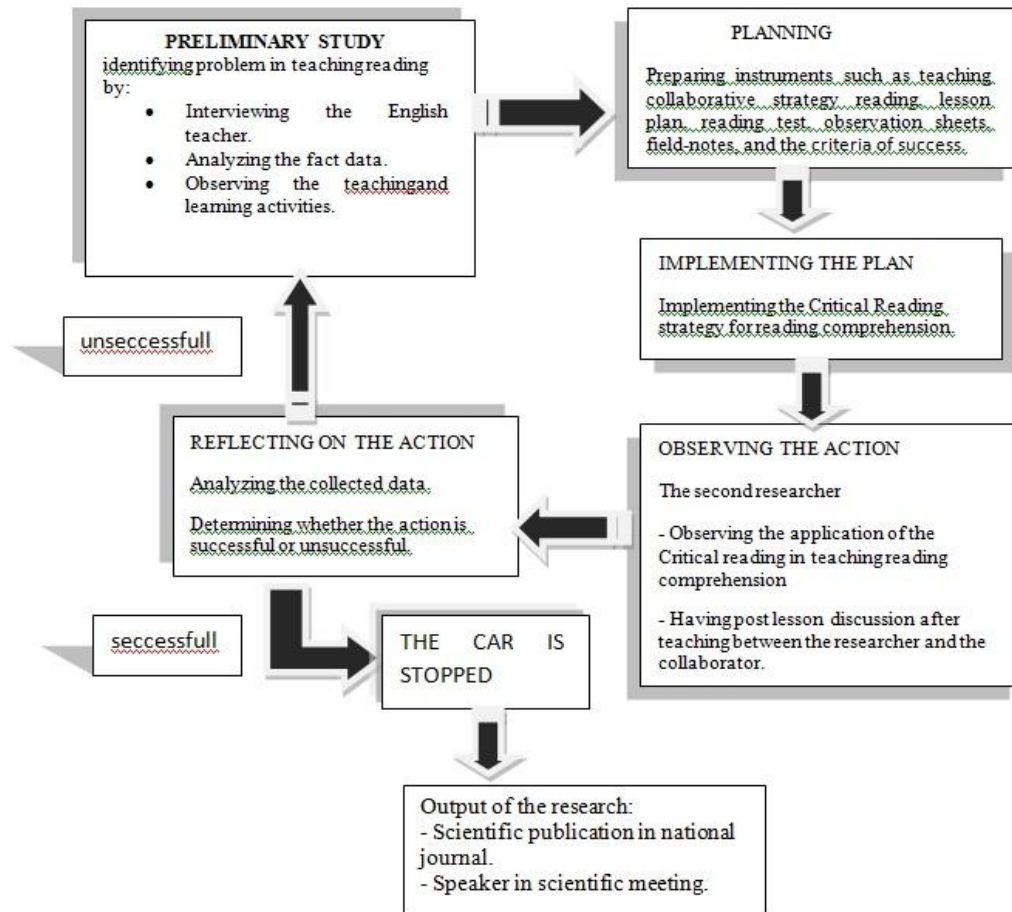 PRELIMINARY STUDY
identifying problem in teaching reading
by:
• Interviewing the English
teacher.
• Analyzing the fact data.
• Observing the teachingand
learning activities.
PLANNING
Preparing instruments such as teaching
collaborative strategy reading, lesson
plan, reading test, observation sheets,
field-notes, and the criteria of success.
IMPLEMENTING THE PLAN
Implementing the Critical Reading
strategy for reading comprehension.
unseccessfull
REFLECTING ON THE ACTION
Analyzing the collected data
Determining whether the action is
successful or unsuccessful.
OBSERVING THE ACTION
The second researcher
- Observing the application of the
Critical reading in teaching reading
comprehension
- Having post lesson discussion after
teaching between the researcher and the
collaborator.
seccessfull
THE CAR IS
STOPPED
Output of the research:
- Scientific publication in national
journal.
- Speaker in scientific meeting.